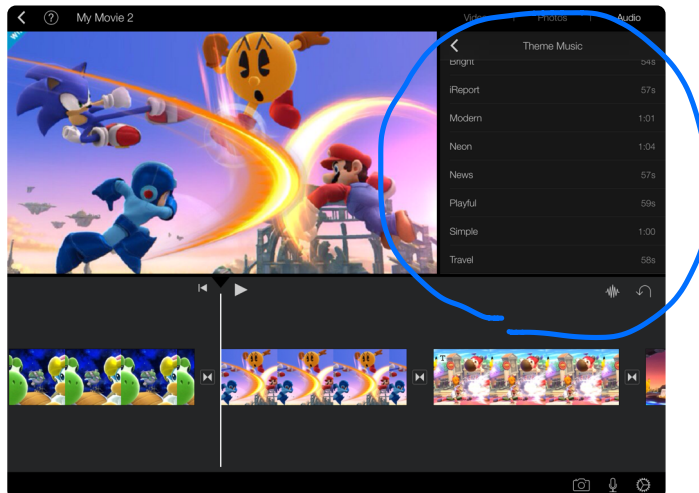 My Movie 2
Video Photos Audio
Theme Music
Bright 54s
iReport 57s
Modern 1:01
Neon 1:04
News 57s
Playful 59s
Simple 1:00
Travel 58s
T